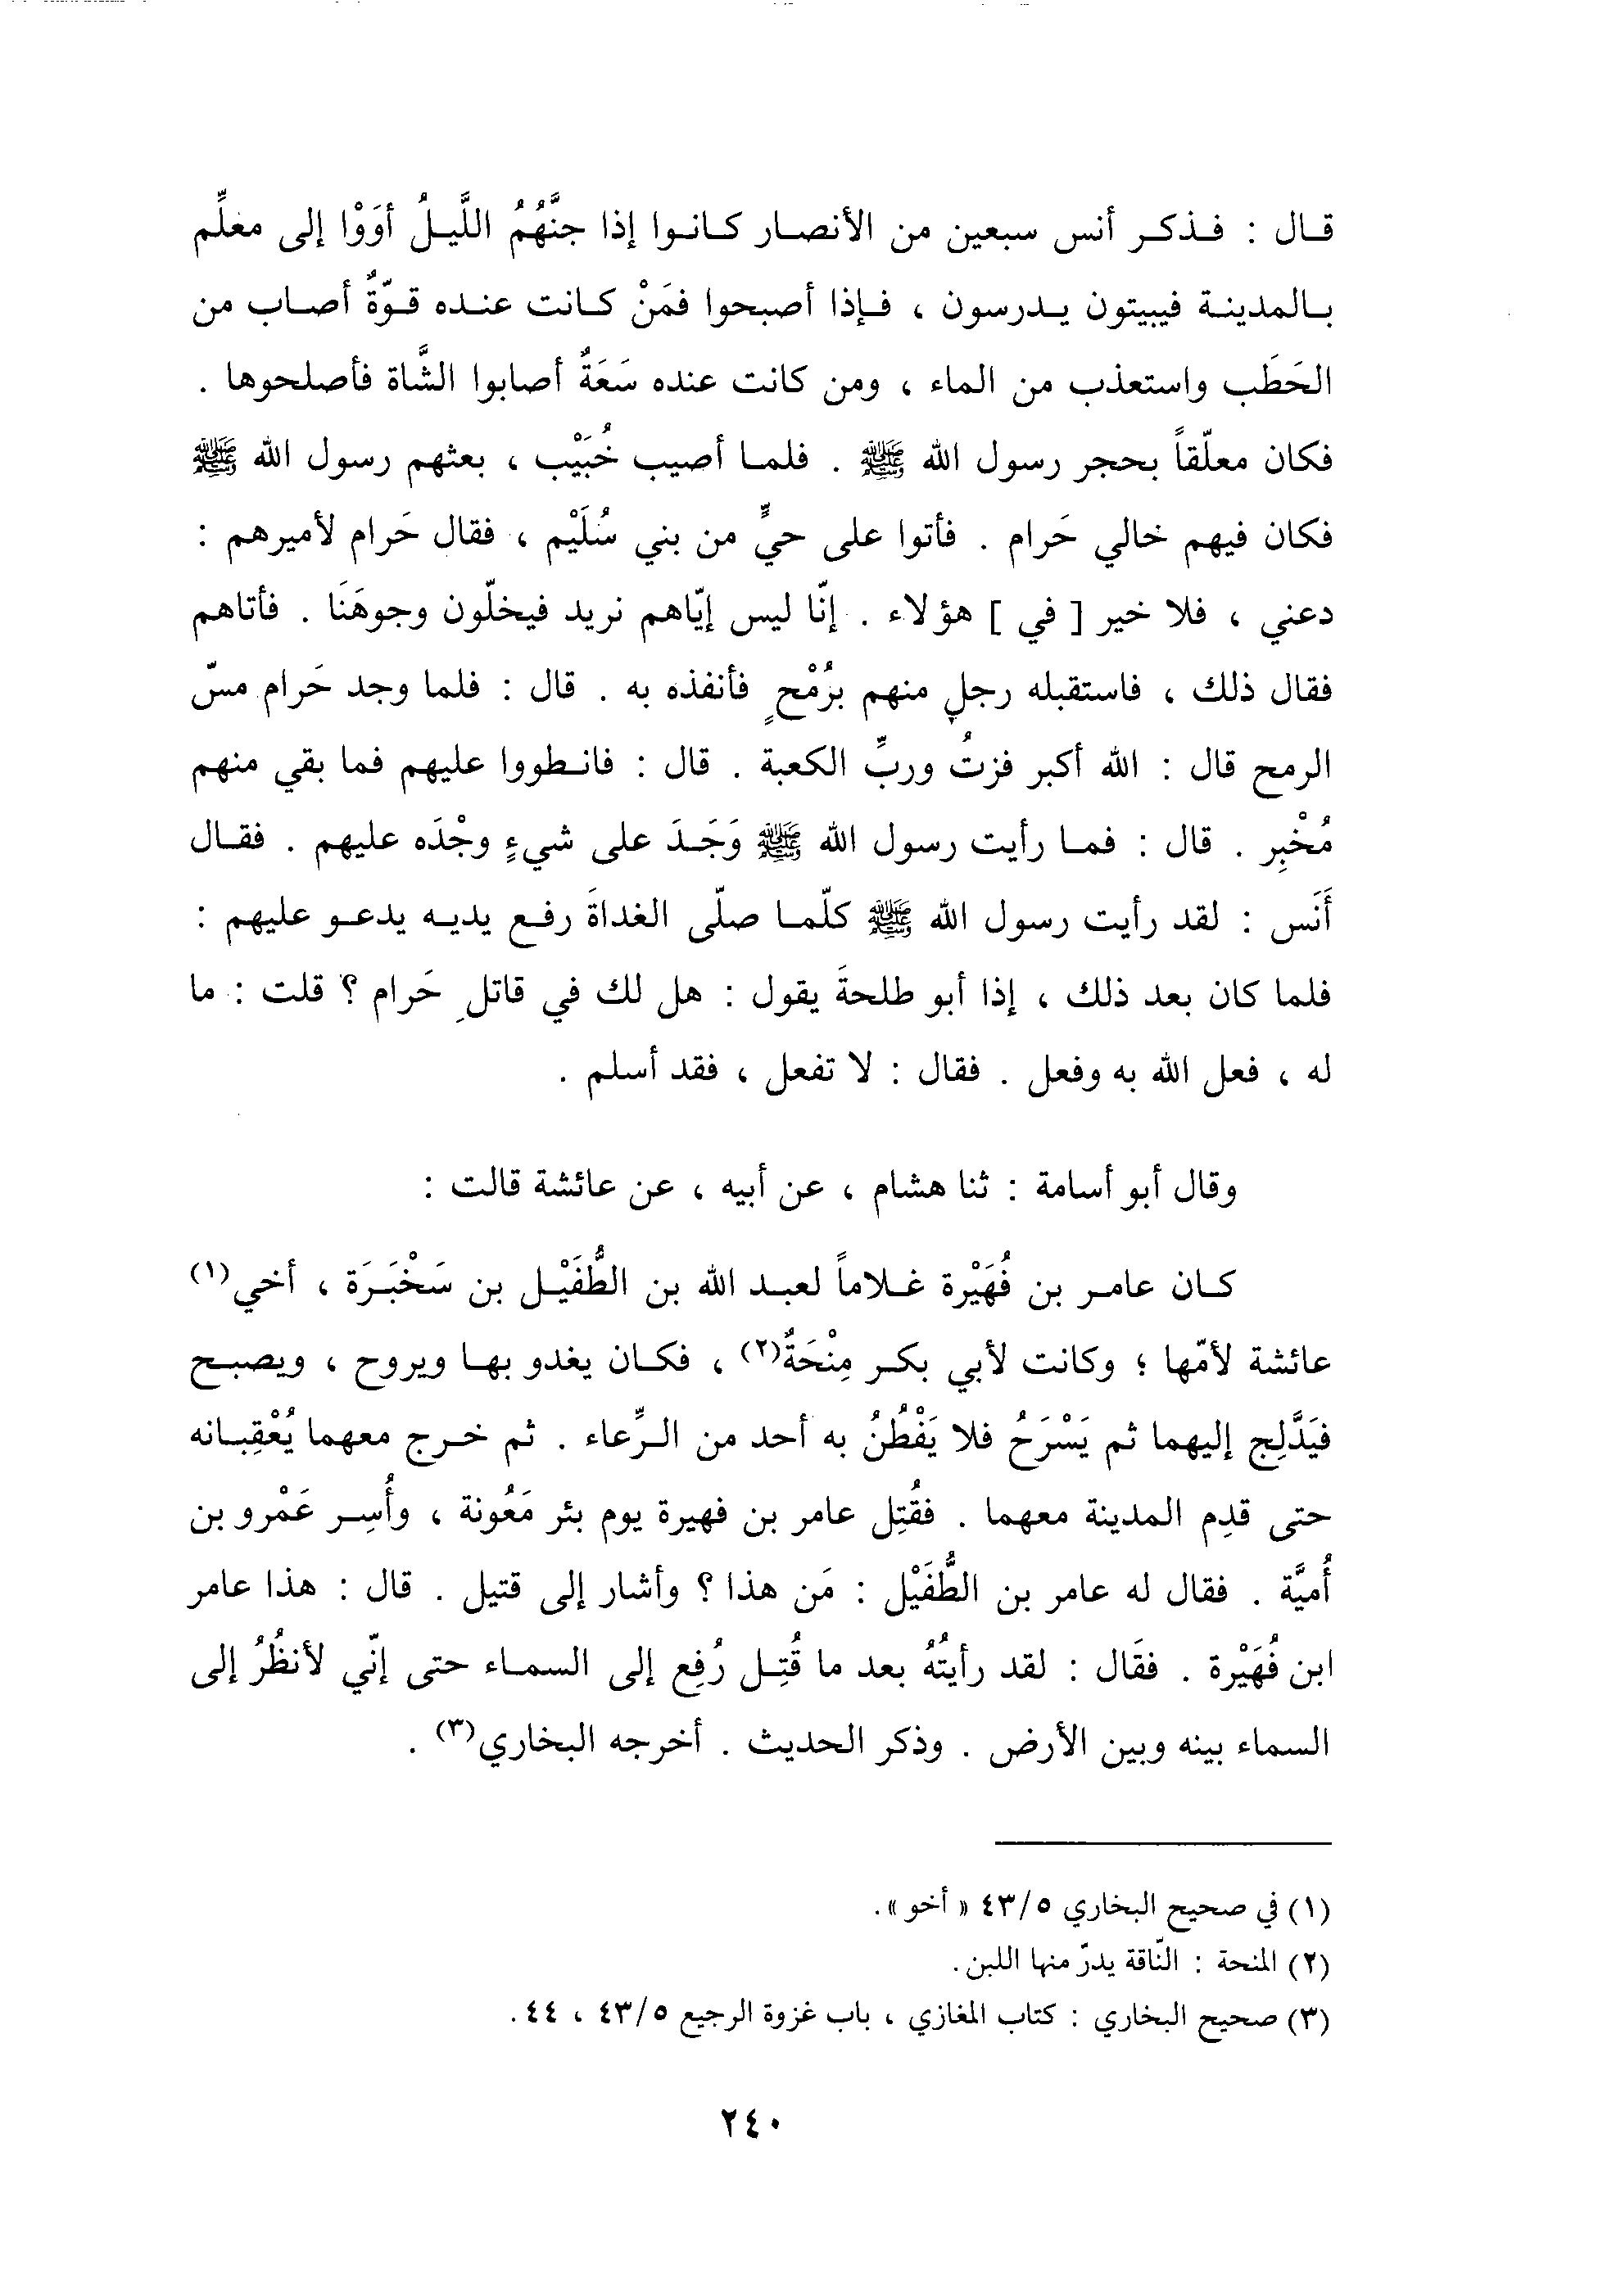 قال : فذكر أنس سبعين من الأنصار كانوا إذا جنَّهُمُ اللَّيلُ أوَوْا إلى معلِّم
بالمدينة فيبيتون يدرسون ، فإذا أصبحوا فمَنْ كانت عنده قوّةٌ أصاب من
الحَطَب واستعذب من الماء ، ومن كانت عنده سَعَةٌ أصابوا الشَّاة فأصلحوها .
فكان معلّقاً بحجر رسول الله ﷺ . فلما أصيب خُبَيْب ، بعثهم رسول الله ﷺ
فكان فيهم خالي حَرام . فأتوا على حيٍّ من بني سُلَيْم ، فقال حَرام لأميرهم :
دعني ، فلا خير [ في ] هؤلاء . إنّا ليس إيّاهم نريد فيخلّون وجوهَنَا . فأتاهم
فقال ذلك ، فاستقبله رجل منهم برُمْحٍ فأنفذه به . قال : فلما وجد حَرام مسّ
الرمح قال : الله أكبر فزتُ وربِّ الكعبة . قال : فانطووا عليهم فما بقي منهم
مُخْبِر . قال : فما رأيت رسول الله ﷺ وَجَدَ على شيءٍ وجْدَه عليهم . فقال
أَنَس : لقد رأيت رسول الله ﷺ كلّما صلّى الغداةَ رفع يديه يدعو عليهم :
فلما كان بعد ذلك ، إذا أبو طلحةَ يقول : هل لك في قاتلِ حَرام ؟ قلت : ما
له ، فعل الله به وفعل . فقال : لا تفعل ، فقد أسلم .
وقال أبو أسامة : ثنا هشام ، عن أبيه ، عن عائشة قالت :
كان عامر بن فُهَيْرة غلاماً لعبد الله بن الطُّفَيْل بن سَخْبَرَة ، أخي(١)
عائشة لأمّها ؛ وكانت لأبي بكر مِنْحَةٌ(٢) ، فكان يغدو بها ويروح ، ويصبح
فيَدَّلِج إليهما ثم يَسْرَحُ فلا يَفْطُنُ به أحد من الرِّعاء . ثم خرج معهما يُعْقِبانه
حتى قدِم المدينة معهما . فقُتِل عامر بن فهيرة يوم بئر مَعُونة ، وأُسِر عَمْرو بن
أُميَّة . فقال له عامر بن الطُّفَيْل : مَن هذا ؟ وأشار إلى قتيل . قال : هذا عامر
ابن فُهَيْرة . فقَال : لقد رأيتُهُ بعد ما قُتِل رُفِع إلى السماء حتى إنّي لأنظُرُ إلى
السماء بينه وبين الأرض . وذكر الحديث . أخرجه البخاري(٣) .
(١) في صحيح البخاري ٤٣/٥ « أخو ».
(٢) المنحة : النّاقة يدرّ منها اللبن.
(٣) صحيح البخاري : كتاب المغازي ، باب غزوة الرجيع ٤٣/٥ ، ٤٤.
٢٤٠